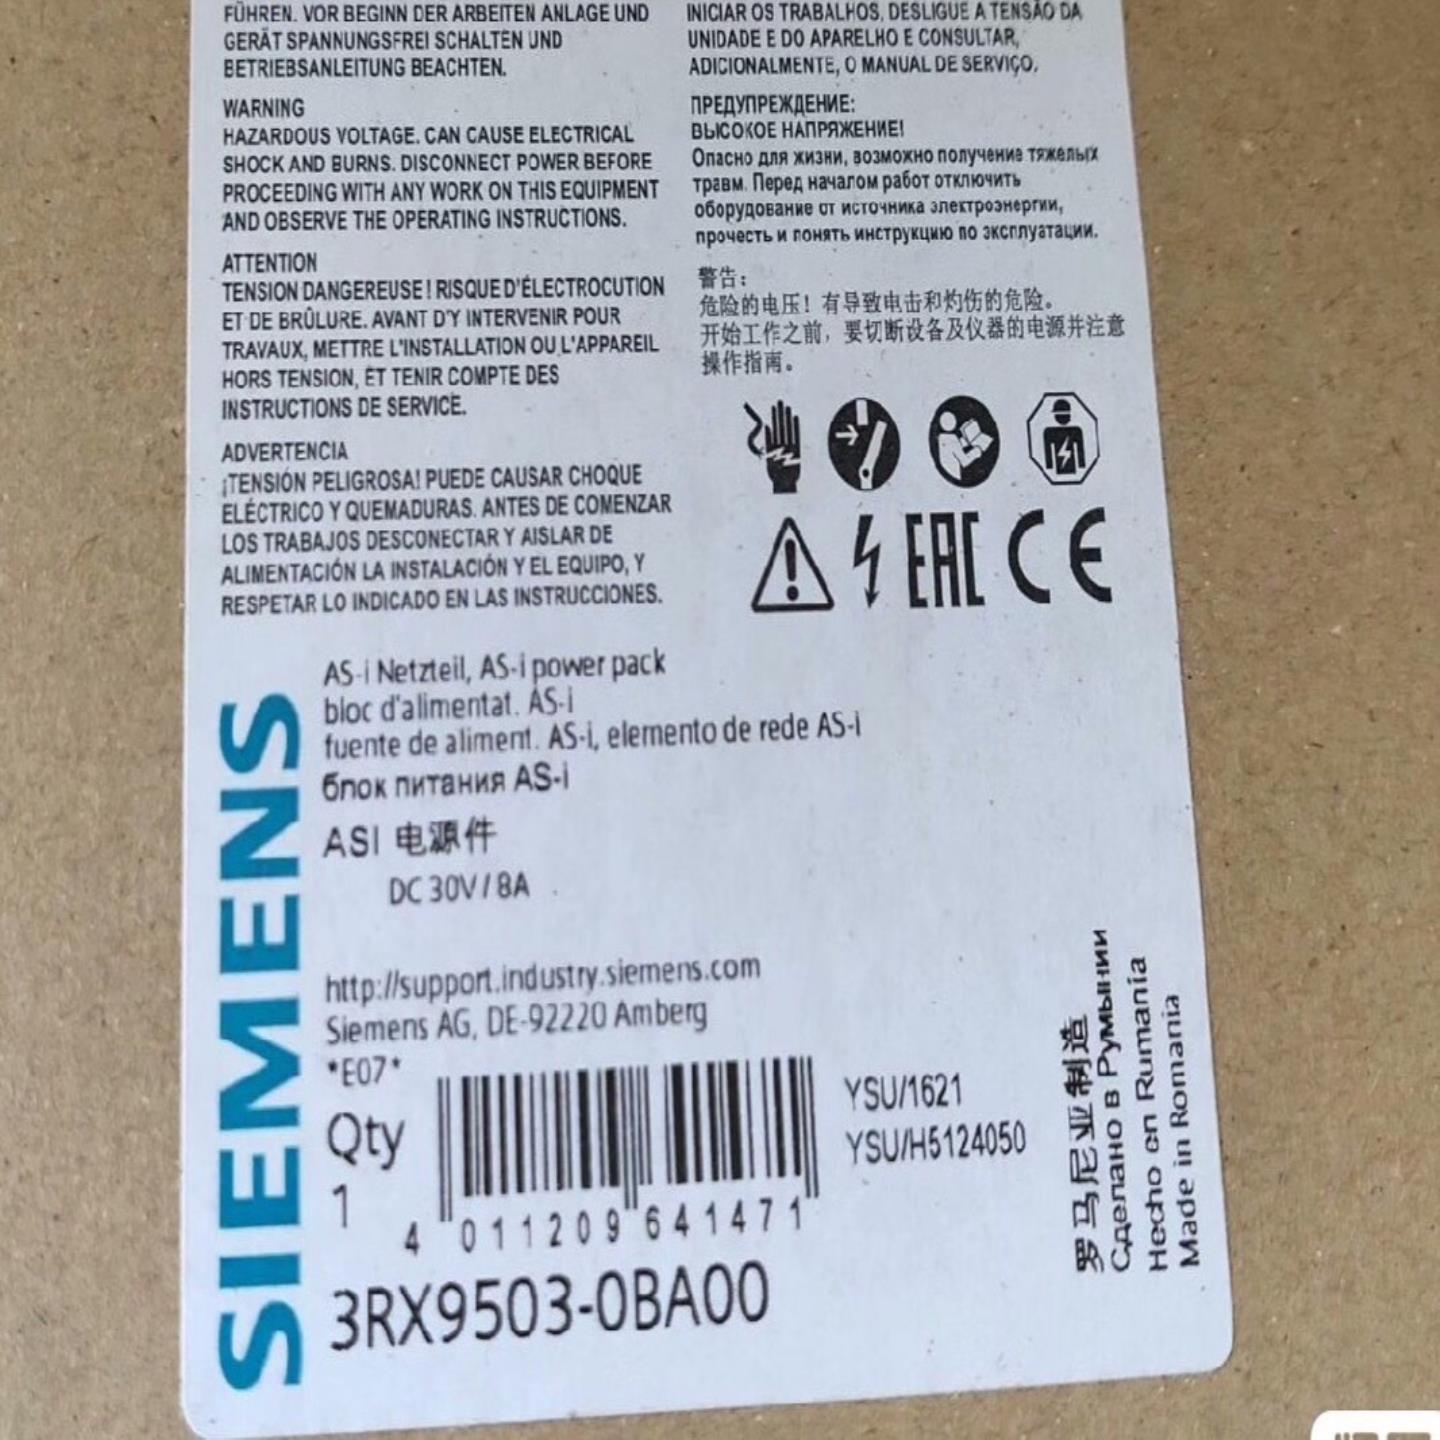 FÜHREN. VOR BEGINN DER ARBEITEN ANLAGE UND
GERÄT SPANNUNGSFREI SCHALTEN UND
BETRIEBSANLEITUNG BEACHTEN.
WARNING
HAZARDOUS VOLTAGE. CAN CAUSE ELECTRICAL
SHOCK AND BURNS. DISCONNECT POWER BEFORE
PROCEEDING WITH ANY WORK ON THIS EQUIPMENT
AND OBSERVE THE OPERATING INSTRUCTIONS.
ATTENTION
TENSION DANGEREUSE! RISQUE D'ÉLECTROCUTION
ET DE BRÛLURE. AVANT D'Y INTERVENIR POUR
TRAVAUX, METTRE L'INSTALLATION OU L'APPAREIL
HORS TENSION, ET TENIR COMPTE DES
INSTRUCTIONS DE SERVICE.
ADVERTENCIA
¡TENSIÓN PELIGROSA! PUEDE CAUSAR CHOQUE
ELÉCTRICO Y QUEMADURAS. ANTES DE COMENZAR
LOS TRABAJOS DESCONECTAR Y AISLAR DE
ALIMENTACIÓN LA INSTALACIÓN Y EL EQUIPO, Y
RESPETAR LO INDICADO EN LAS INSTRUCCIONES.
INICIAR OS TRABALHOS, DESLIGUE A TENSÃO DA
UNIDADE E DO APARELHO E CONSULTAR,
ADICIONALMENTE, O MANUAL DE SERVIÇO.
ПРЕДУПРЕЖДЕНИЕ:
ВЫСОКОЕ НАПРЯЖЕНИЕ!
Опасно для жизни, возможно получение тяжелых
травм. Перед началом работ отключить
оборудование от источника электроэнергии,
прочесть и понять инструкцию по эксплуатации.
警告：
危险的电压！有导致电击和灼伤的危险。
开始工作之前，要切断设备及仪器的电源并注意
操作指南。
EAC CE
SIEMENS
AS-i Netzteil, AS-i power pack
bloc d'alimentat. AS-i
fuente de aliment. AS-i, elemento de rede AS-i
блок питания AS-i
ASI 电源件
DC 30V / 8A
http://support.industry.siemens.com
Siemens AG, DE-92220 Amberg
*E07*
Qty
1
4 011209 641471
YSU/1621
YSU/H5124050
3RX9503-0BA00
罗马尼亚制造
Сделано в Румынии
Hecho en Rumanía
Made in Romania